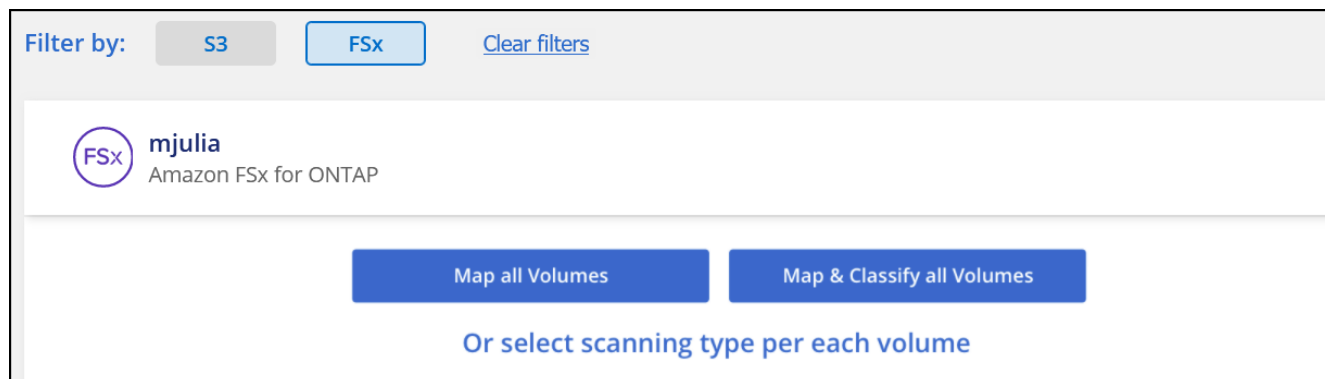 Filter by: S3 FSx Clear filters
FSx
mjulia
Amazon FSx for ONTAP
Map all Volumes Map & Classify all Volumes
Or select scanning type per each volume